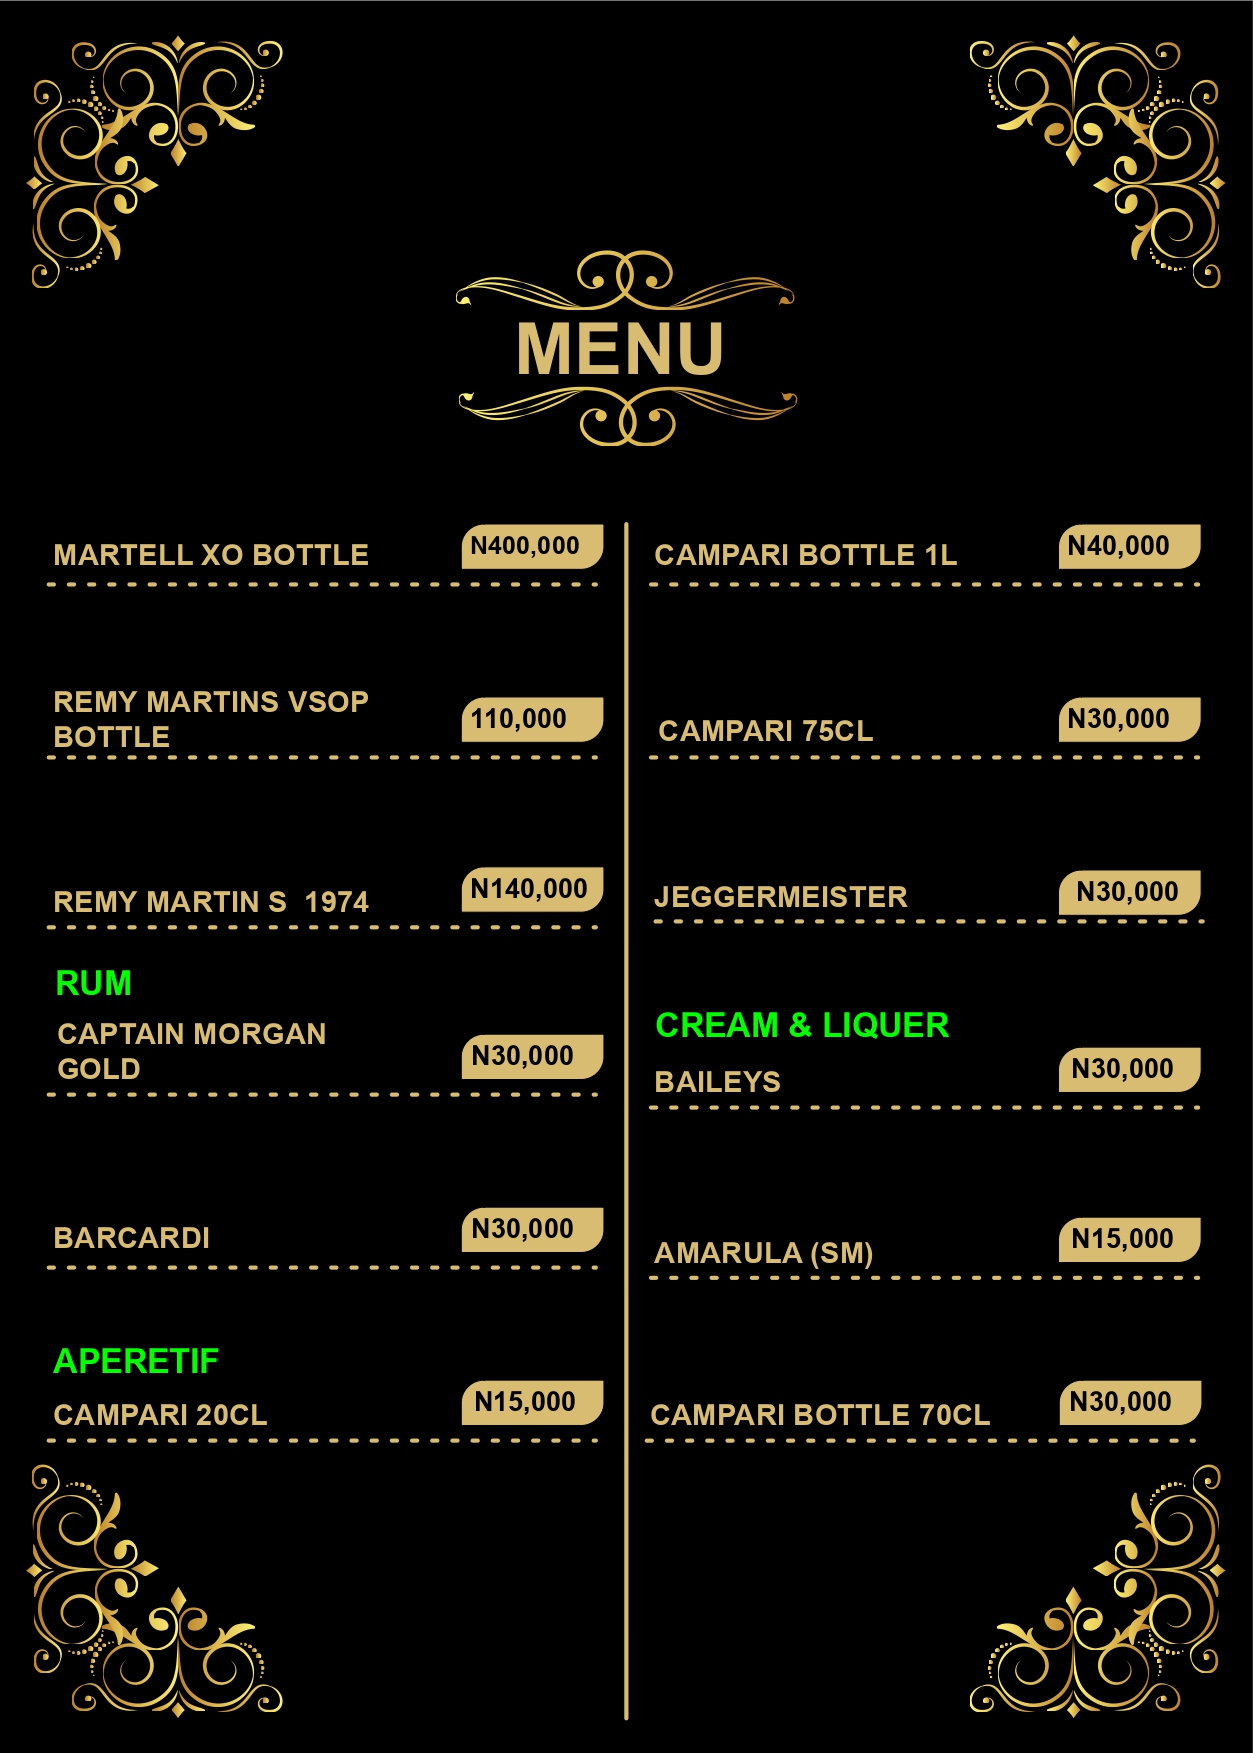 MENU
MARTELL XO BOTTLE N400,000
REMY MARTINS VSOP
BOTTLE 110,000
REMY MARTIN S  1974 N140,000
RUM
CAPTAIN MORGAN
GOLD N30,000
BARCARDI N30,000
APERETIF
CAMPARI 20CL N15,000
CAMPARI BOTTLE 1L N40,000
CAMPARI 75CL N30,000
JEGGERMEISTER N30,000
CREAM & LIQUER
BAILEYS N30,000
AMARULA (SM) N15,000
CAMPARI BOTTLE 70CL N30,000